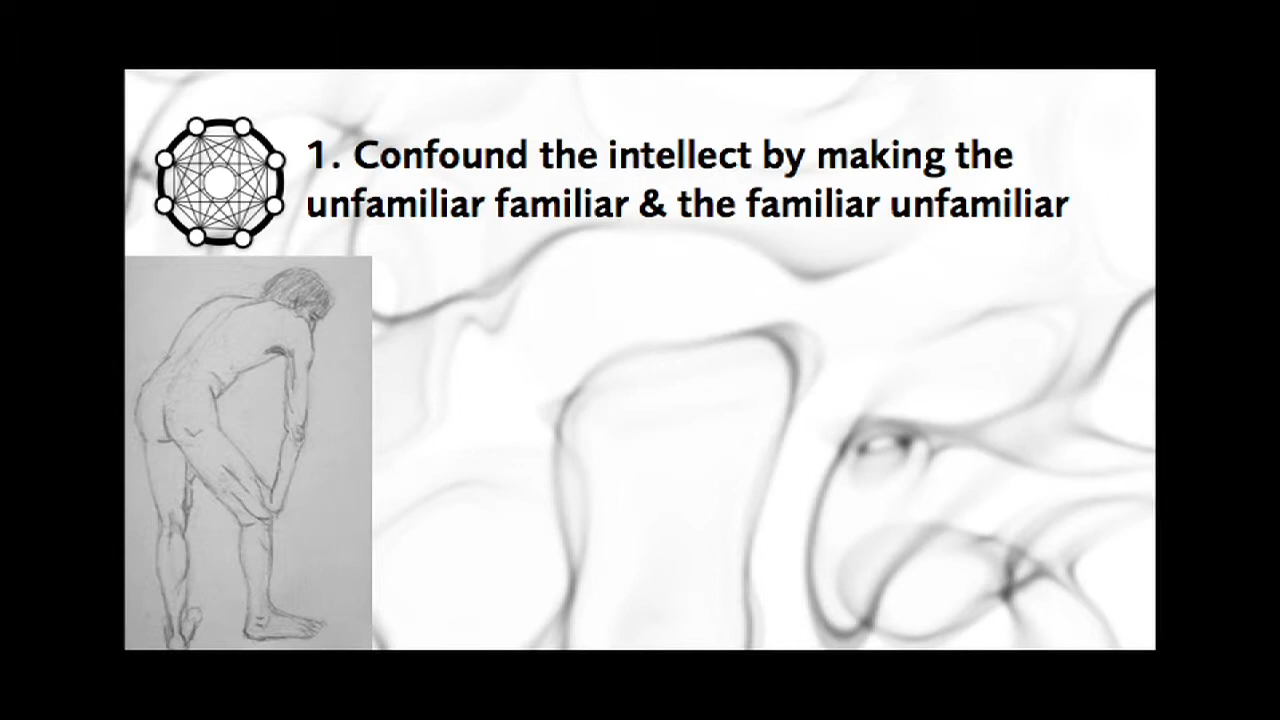 1. Confound the intellect by making the
unfamiliar familiar & the familiar unfamiliar